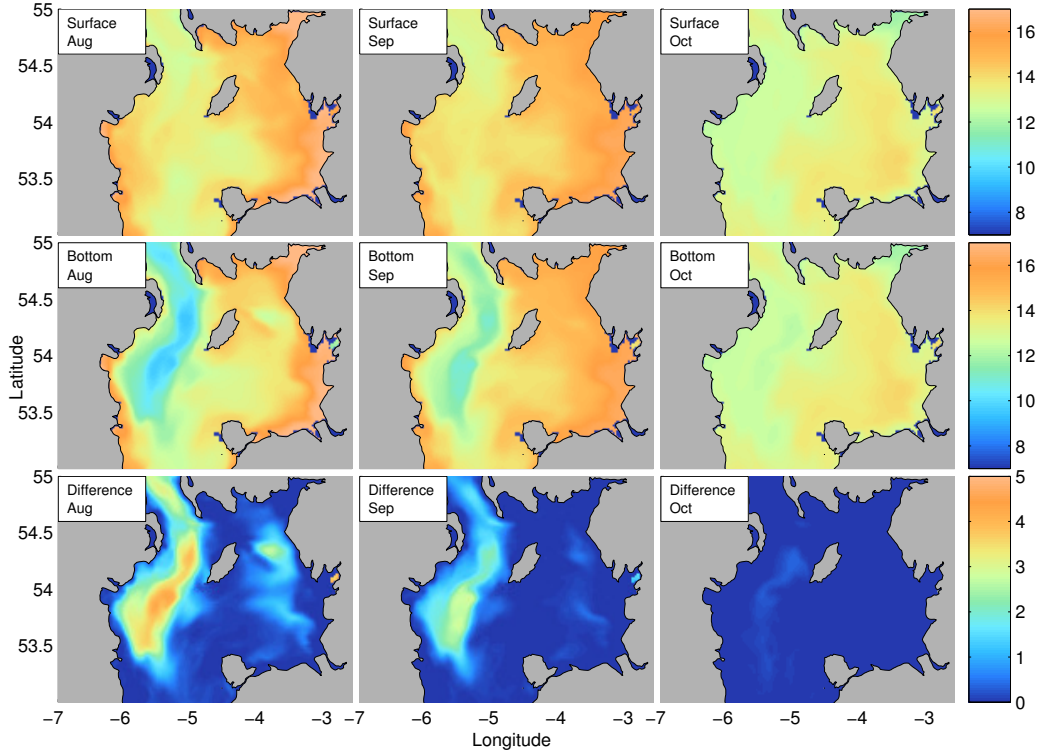 55
Surface
Aug
Surface
Sep
Surface
Oct
16
54.5
14
54
12
53.5
10
8
55
Bottom
Aug
Bottom
Sep
Bottom
Oct
16
54.5
14
54
12
53.5
10
8
Latitude
55
Difference
Aug
Difference
Sep
Difference
Oct
5
54.5
4
54
3
2
53.5
1
0
−7 −6 −5 −4 −3 −7 −6 −5 −4 −3 −7 −6 −5 −4 −3
Longitude